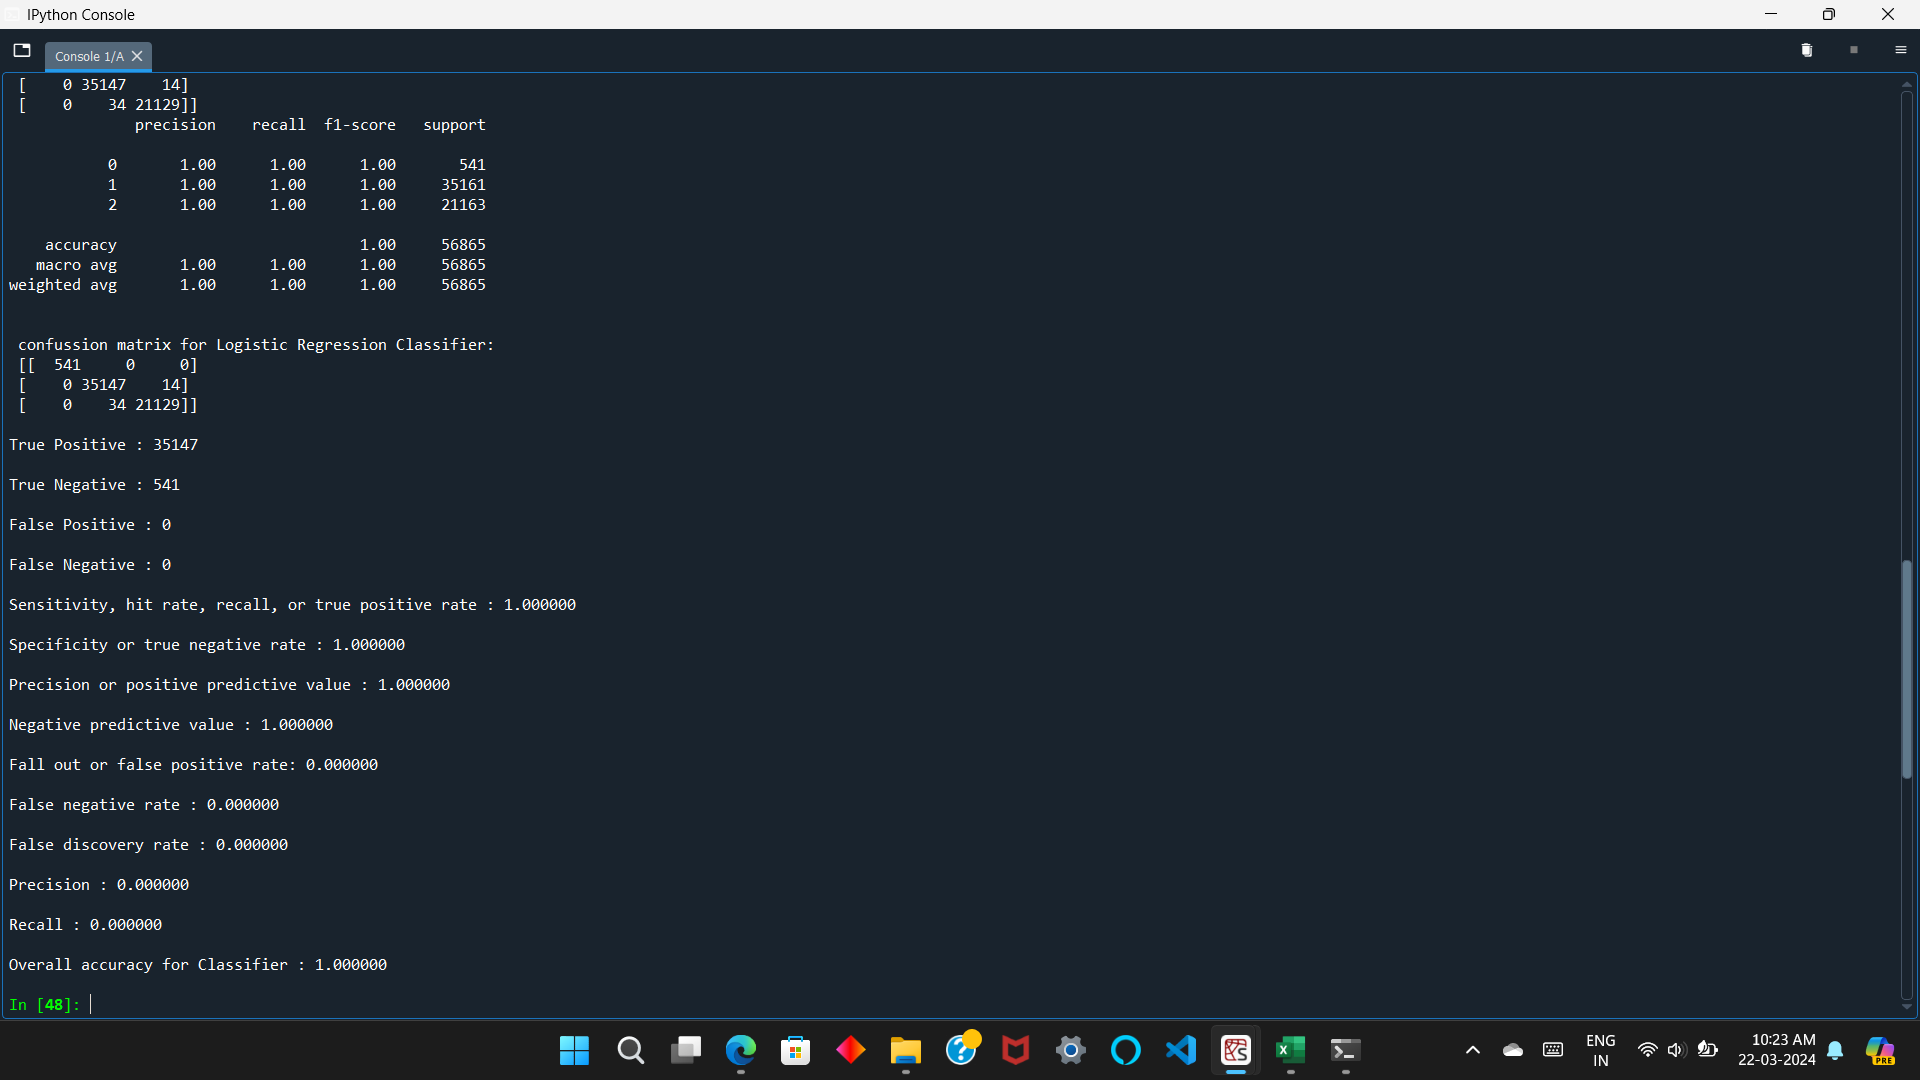 IPython Console
Console 1/A
[    0 35147    14]
[    0    34 21129]]
precision    recall  f1-score   support
0       1.00      1.00      1.00       541
1       1.00      1.00      1.00     35161
2       1.00      1.00      1.00     21163
accuracy                           1.00     56865
macro avg       1.00      1.00      1.00     56865
weighted avg       1.00      1.00      1.00     56865
confussion matrix for Logistic Regression Classifier:
[[  541     0     0]
[    0 35147    14]
[    0    34 21129]]
True Positive : 35147
True Negative : 541
False Positive : 0
False Negative : 0
Sensitivity, hit rate, recall, or true positive rate : 1.000000
Specificity or true negative rate : 1.000000
Precision or positive predictive value : 1.000000
Negative predictive value : 1.000000
Fall out or false positive rate: 0.000000
False negative rate : 0.000000
False discovery rate : 0.000000
Precision : 0.000000
Recall : 0.000000
Overall accuracy for Classifier : 1.000000
In [48]:
ENG
IN
10:23 AM
22-03-2024
PRE